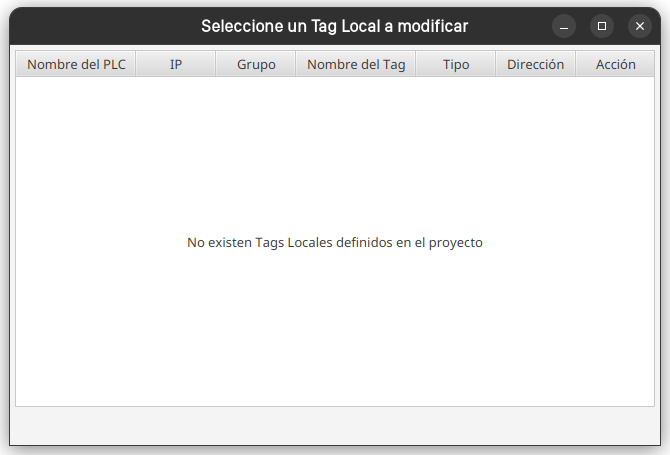 Seleccione un Tag Local a modificar
Nombre del PLC IP Grupo Nombre del Tag Tipo Dirección Acción
No existen Tags Locales definidos en el proyecto